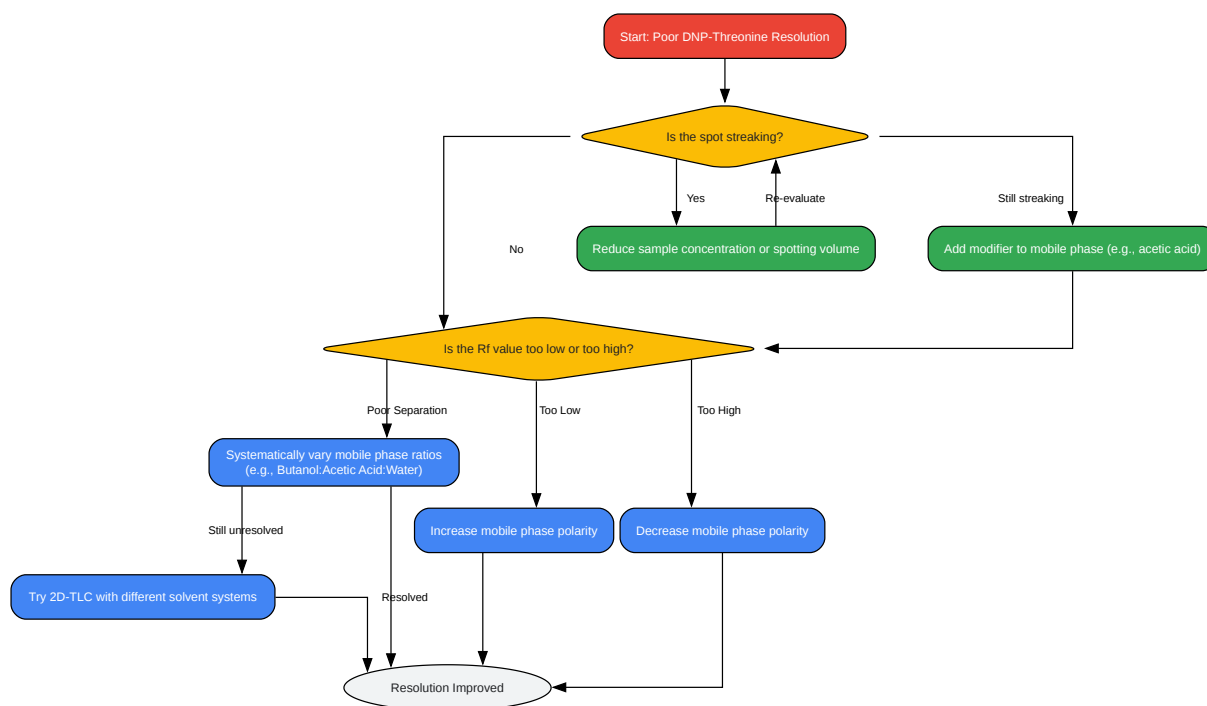 Start: Poor DNP-Threonine Resolution
Is the spot streaking?
Yes
Re-evaluate
Still streaking
No
Reduce sample concentration or spotting volume
Add modifier to mobile phase (e.g., acetic acid)
Is the Rf value too low or too high?
Poor Separation
Too Low
Too High
Systematically vary mobile phase ratios
(e.g., Butanol:Acetic Acid:Water)
Still unresolved
Increase mobile phase polarity
Decrease mobile phase polarity
Try 2D-TLC with different solvent systems
Resolved
Resolution Improved